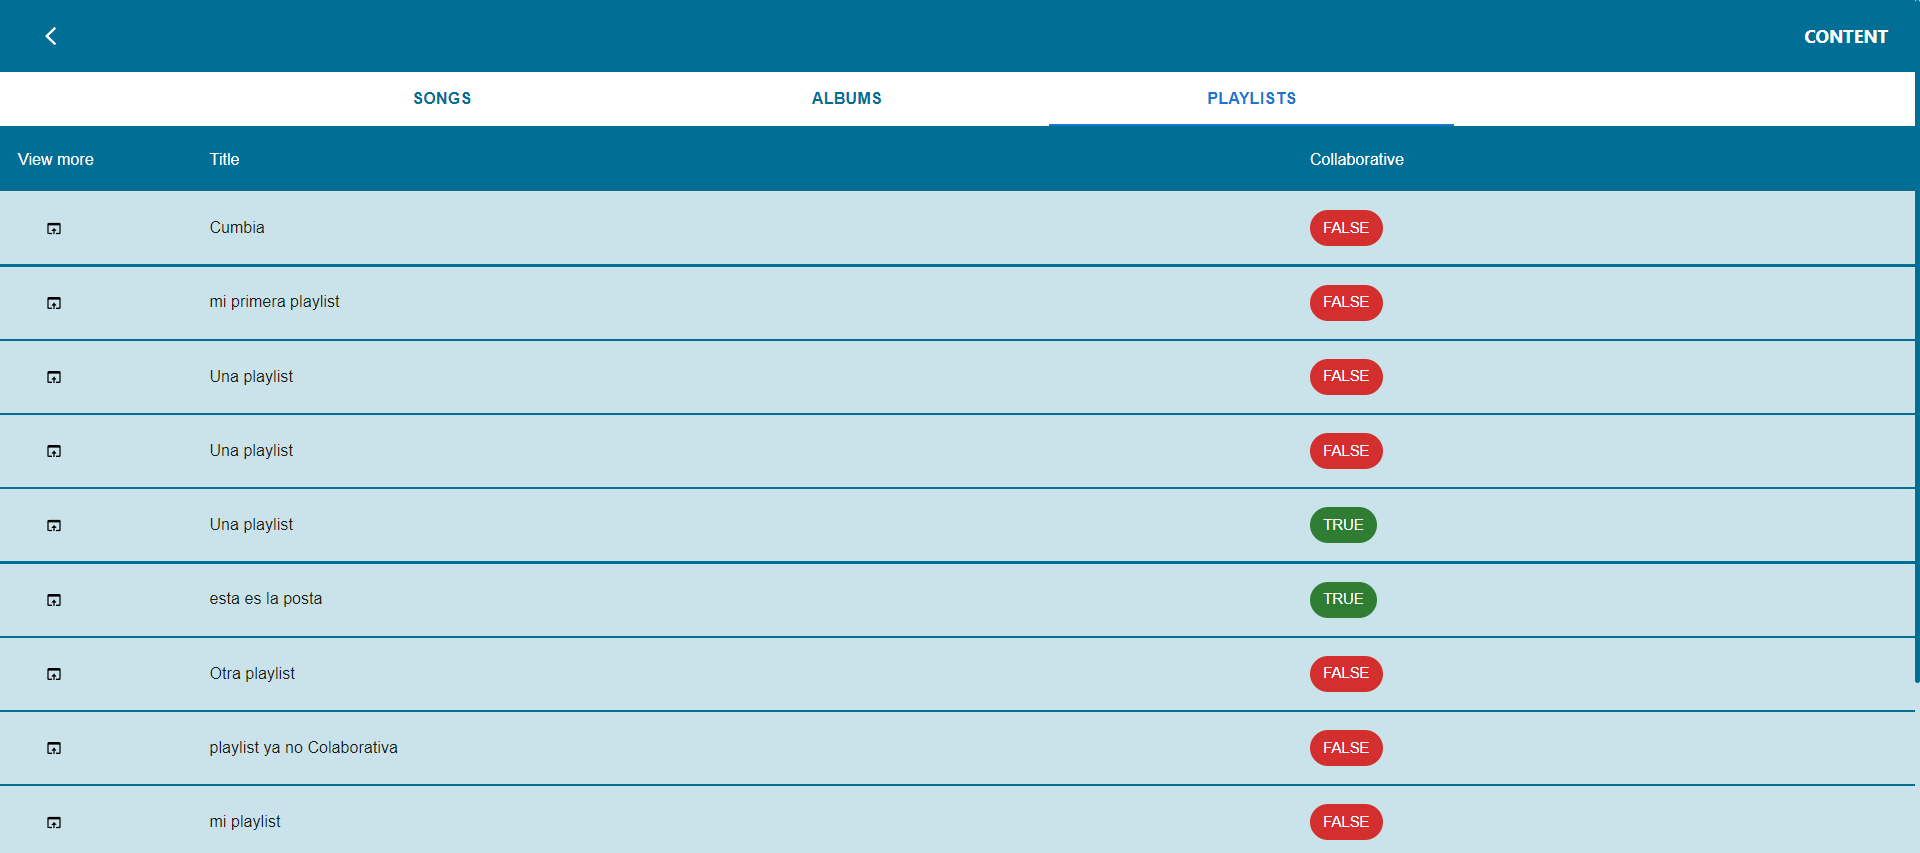 CONTENT
SONGS ALBUMS PLAYLISTS
View more Title Collaborative
Cumbia FALSE
mi primera playlist FALSE
Una playlist FALSE
Una playlist FALSE
Una playlist TRUE
esta es la posta TRUE
Otra playlist FALSE
playlist ya no Colaborativa FALSE
mi playlist FALSE